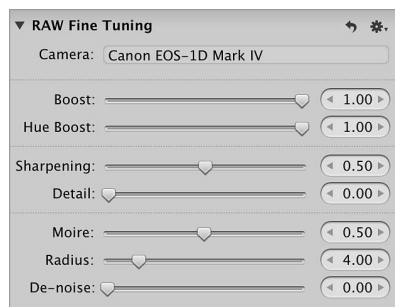 RAW Fine Tuning
Camera: Canon EOS-1D Mark IV
Boost: 1.00
Hue Boost: 1.00
Sharpening: 0.50
Detail: 0.00
Moire: 0.50
Radius: 4.00
De-noise: 0.00